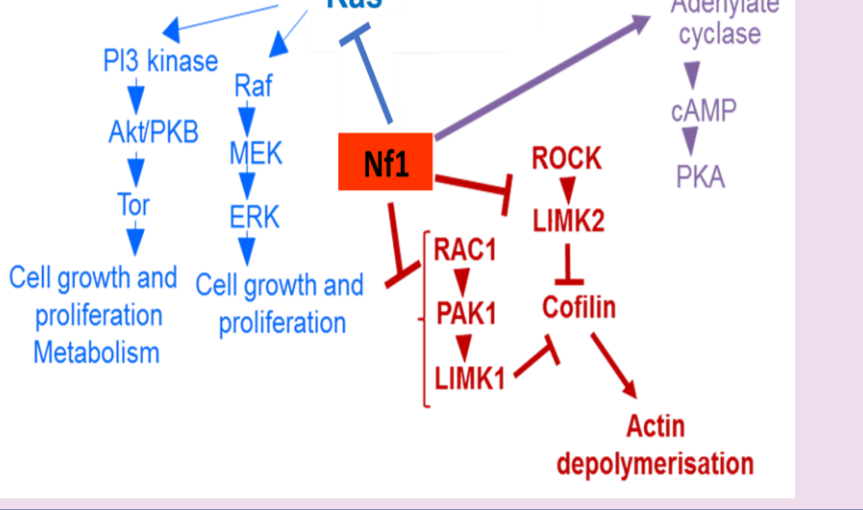 Ras
Adenylate
cyclase
cAMP
PKA
PI3 kinase
Akt/PKB
Tor
Cell growth and
proliferation
Metabolism
Raf
MEK
ERK
Cell growth and
proliferation
Nf1
ROCK
LIMK2
RAC1
PAK1
LIMK1
Cofilin
Actin
depolymerisation